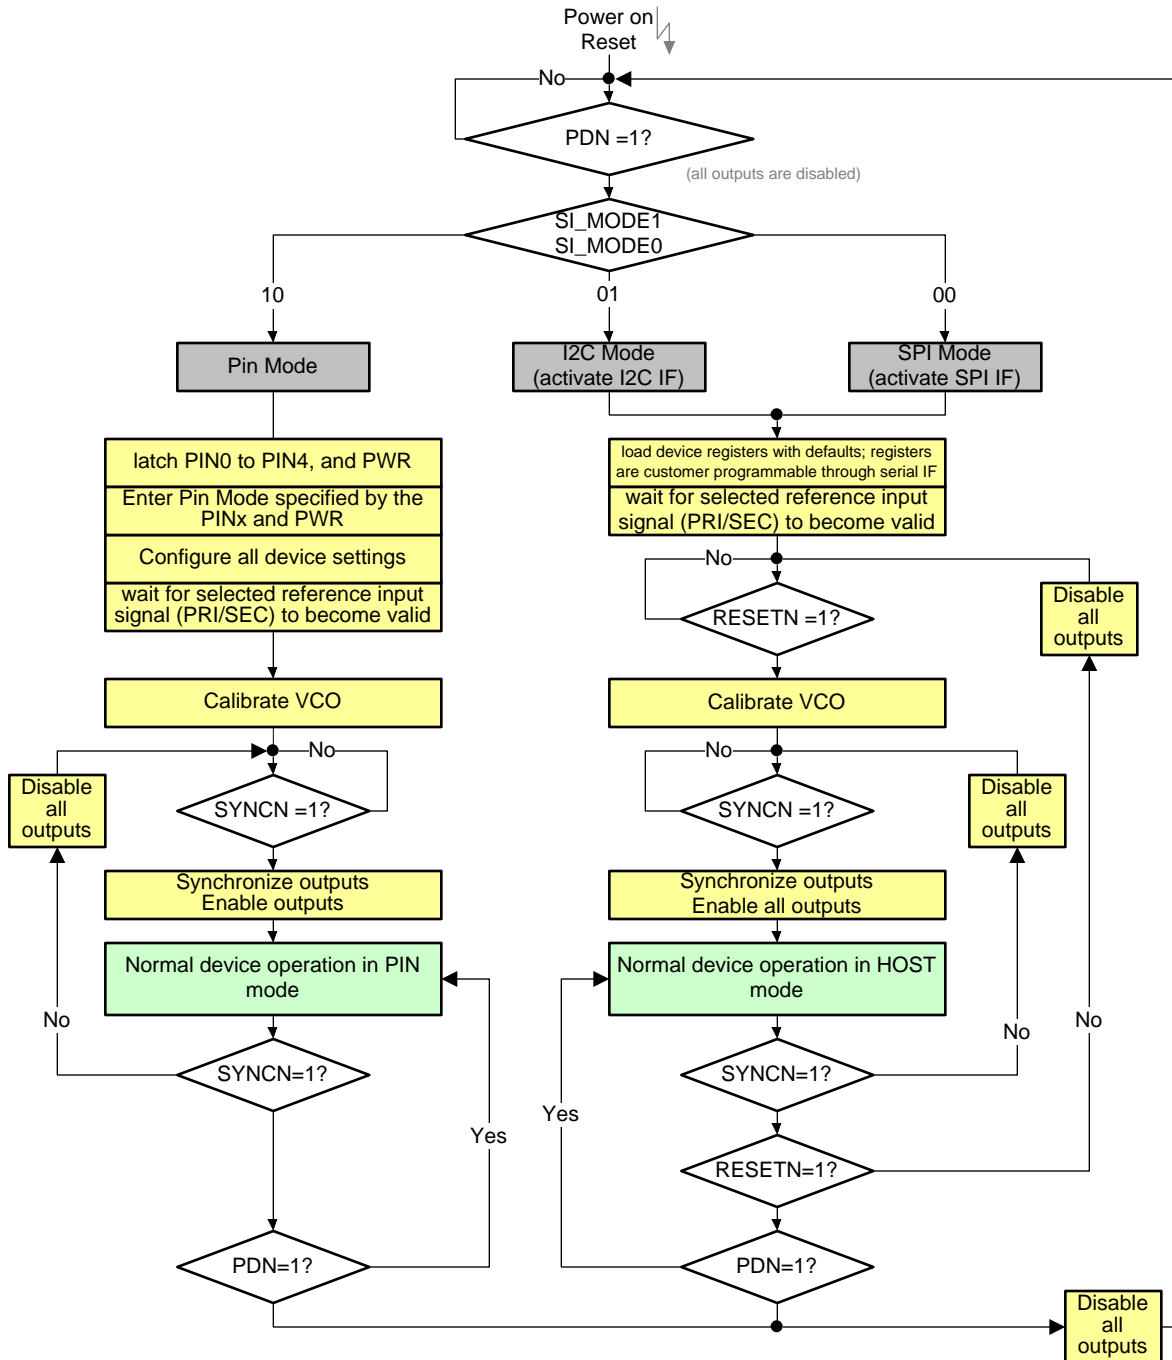 Power on
Reset
No
PDN =1?
(all outputs are disabled)
SI_MODE1
SI_MODE0
10
01
00
Pin Mode
I2C Mode
(activate I2C IF)
SPI Mode
(activate SPI IF)
latch PIN0 to PIN4, and PWR
Enter Pin Mode specified by the
PINx and PWR
Configure all device settings
wait for selected reference input
signal (PRI/SEC) to become valid
load device registers with defaults; registers
are customer programmable through serial IF
wait for selected reference input
signal (PRI/SEC) to become valid
No
RESETN =1?
Disable
all
outputs
Calibrate VCO
Calibrate VCO
No
No
Disable
all
outputs
SYNCN =1?
SYNCN =1?
Disable
all
outputs
Synchronize outputs
Enable outputs
Synchronize outputs
Enable all outputs
Normal device operation in PIN
mode
Normal device operation in HOST
mode
No
No
No
SYNCN=1?
SYNCN=1?
Yes
Yes
RESETN=1?
PDN=1?
PDN=1?
Disable
all
outputs